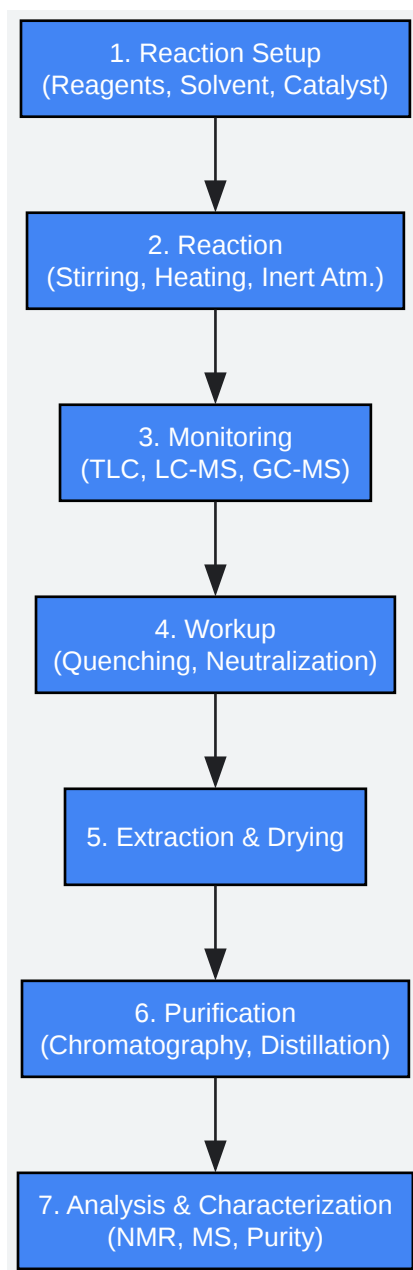 1. Reaction Setup
(Reagents, Solvent, Catalyst)
2. Reaction
(Stirring, Heating, Inert Atm.)
3. Monitoring
(TLC, LC-MS, GC-MS)
4. Workup
(Quenching, Neutralization)
5. Extraction & Drying
6. Purification
(Chromatography, Distillation)
7. Analysis & Characterization
(NMR, MS, Purity)